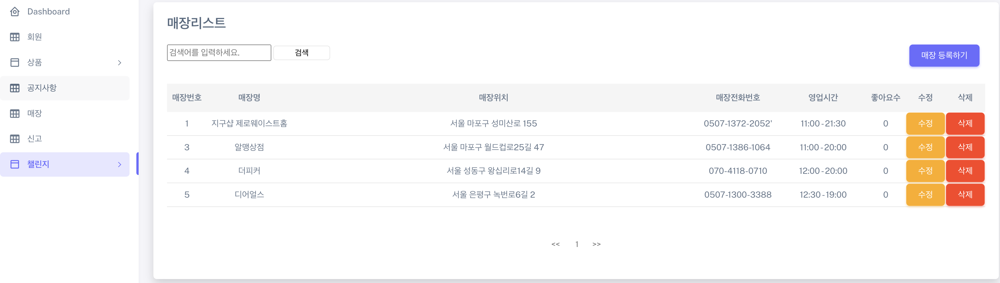 Dashboard
회원
상품
공지사항
매장
신고
챌린지
매장리스트
검색어를 입력하세요. 검색
매장 등록하기
매장번호 매장명 매장위치 매장전화번호 영업시간 좋아요수 수정 삭제
1 지구샵 제로웨이스트홈 서울 마포구 성미산로 155 0507-1372-2052' 11:00 - 21:30 0 수정 삭제
3 알맹상점 서울 마포구 월드컵로25길 47 0507-1386-1064 11:00 - 20:00 0 수정 삭제
4 더피커 서울 성동구 왕십리로14길 9 070-4118-0710 12:00 - 20:00 0 수정 삭제
5 디어얼스 서울 은평구 녹번로6길 2 0507-1300-3388 12:30 - 19:00 0 수정 삭제
<< 1 >>